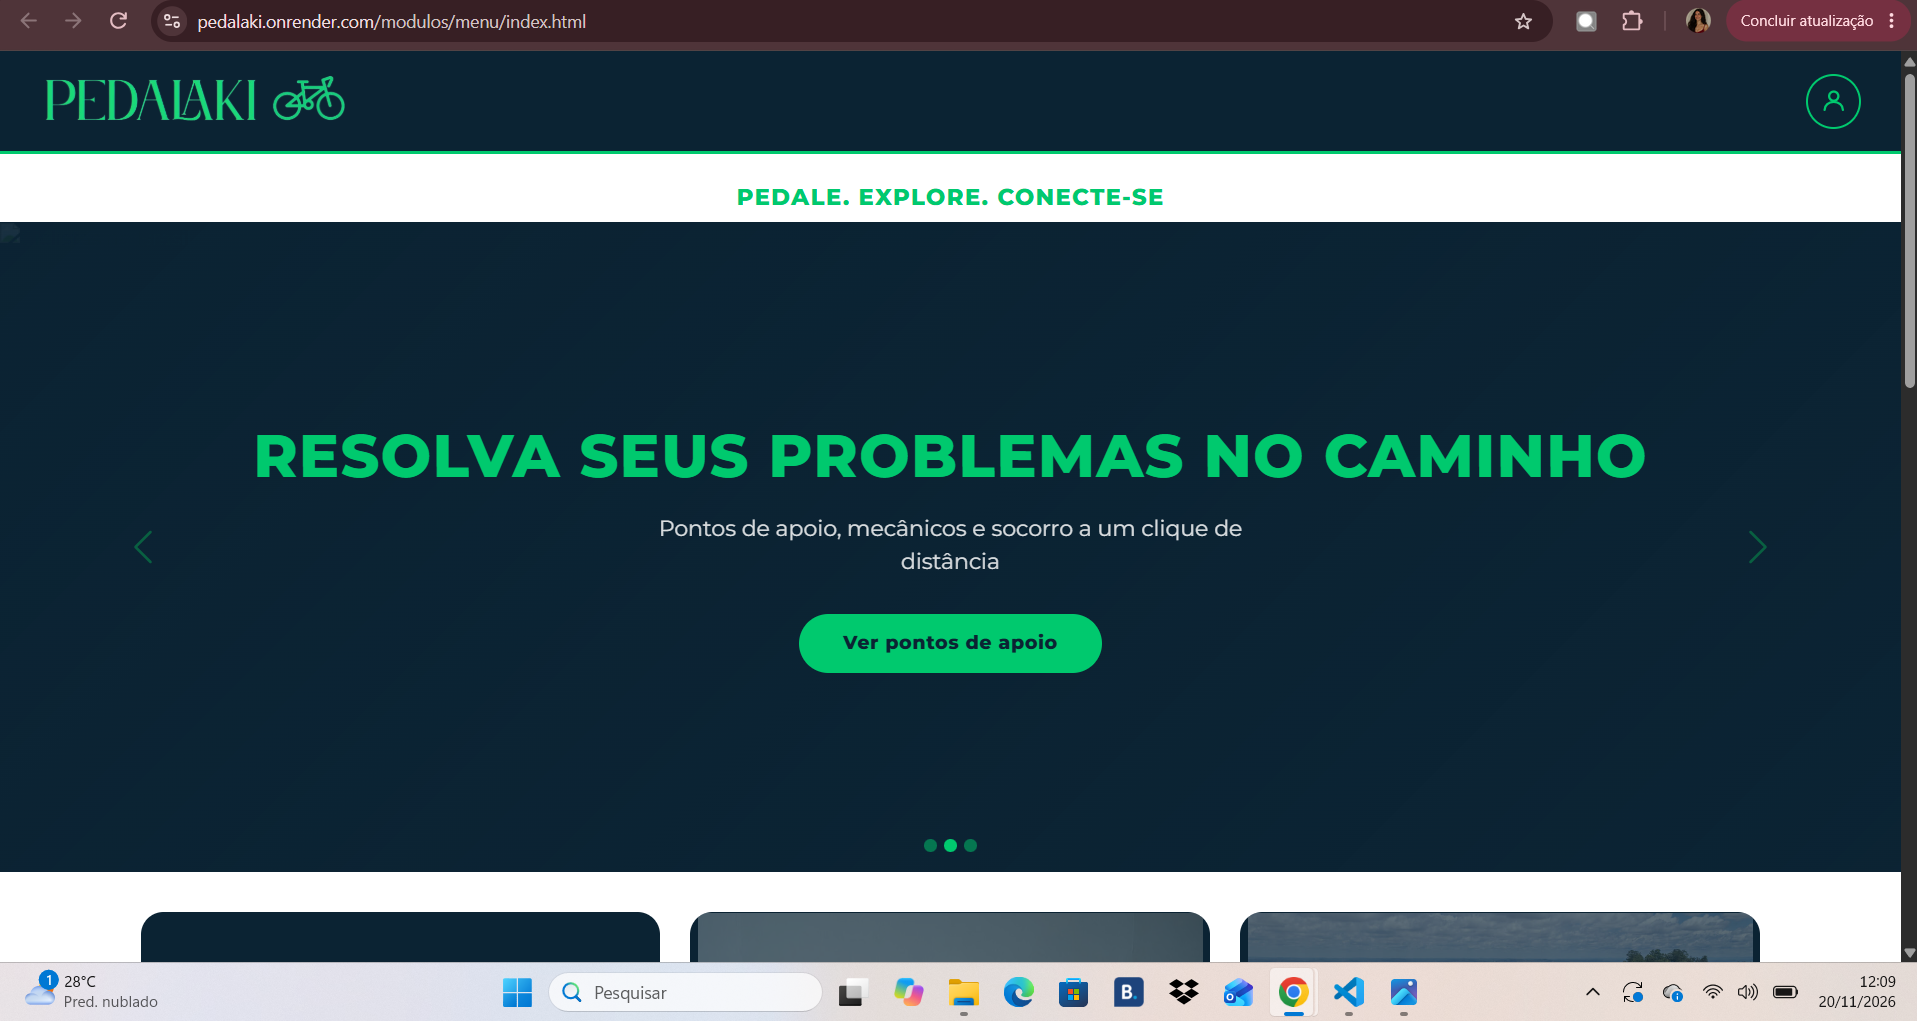 pedalaki.onrender.com/modulos/menu/index.html
Concluir atualização
PEDALAKI
PEDALE. EXPLORE. CONECTE-SE
RESOLVA SEUS PROBLEMAS NO CAMINHO
Pontos de apoio, mecânicos e socorro a um clique de
distância
Ver pontos de apoio
1
28°C
Pred. nublado
Pesquisar
B.
12:09
20/11/2026